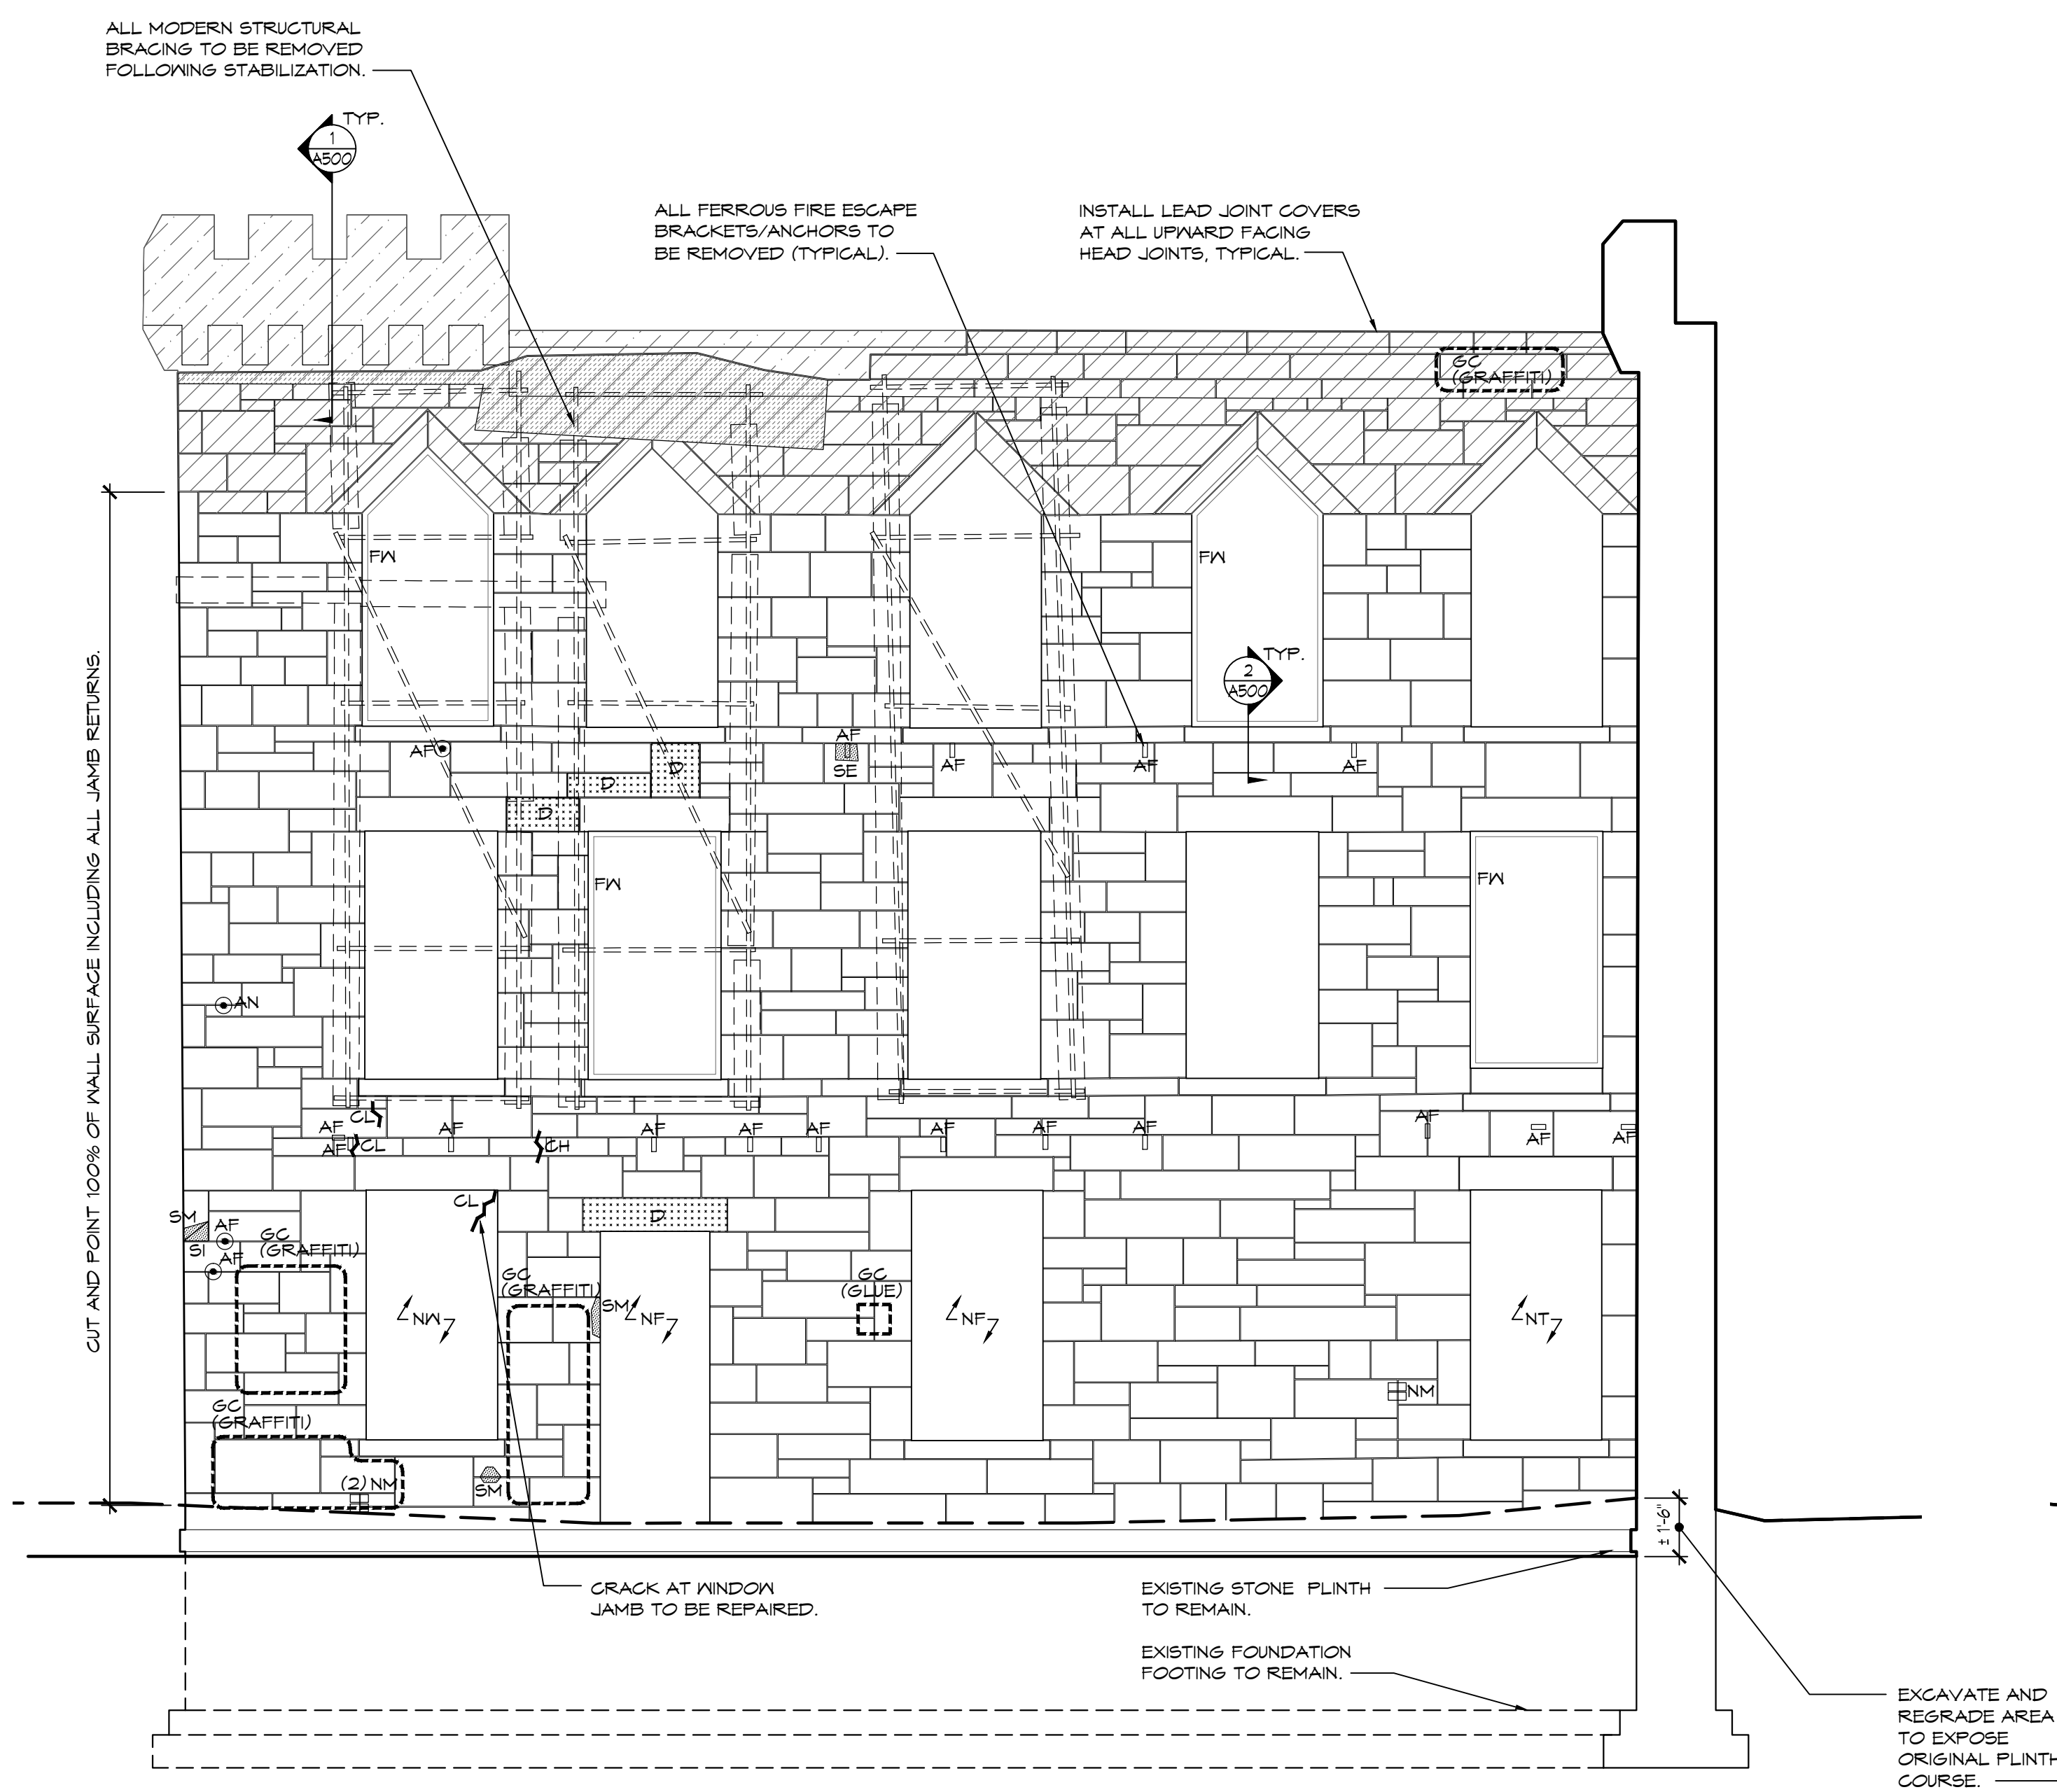 ALL MODERN STRUCTURAL
BRACING TO BE REMOVED
FOLLOWING STABILIZATION.
TYP.
1
A500
ALL FERROUS FIRE ESCAPE
BRACKETS/ANCHORS TO
BE REMOVED (TYPICAL).
INSTALL LEAD JOINT COVERS
AT ALL UPWARD FACING
HEAD JOINTS, TYPICAL.
GC
(GRAFFITI)
CUT AND POINT 100% OF WALL SURFACE INCLUDING ALL JAMB RETURNS.
FW
FW
TYP.
2
A500
AF
D
D
D
AF
SE
AF
AF
AF
FW
FW
AN
CL
AF
AF
CL
AF
CH
AF
AF
AF
AF
AF
AF
AF
AF
AF
CL
D
SM
SI
AF
AF
GC
(GRAFFITI)
GC
(GRAFFITI)
SM
GC
(GLUE)
NW
NF
NF
NT
NM
GC
(GRAFFITI)
(2) NM
SM
± 1'-6"
CRACK AT WINDOW
JAMB TO BE REPAIRED.
EXISTING STONE PLINTH
TO REMAIN.
EXISTING FOUNDATION
FOOTING TO REMAIN.
EXCAVATE AND
REGRADE AREA
TO EXPOSE
ORIGINAL PLINTH
COURSE.